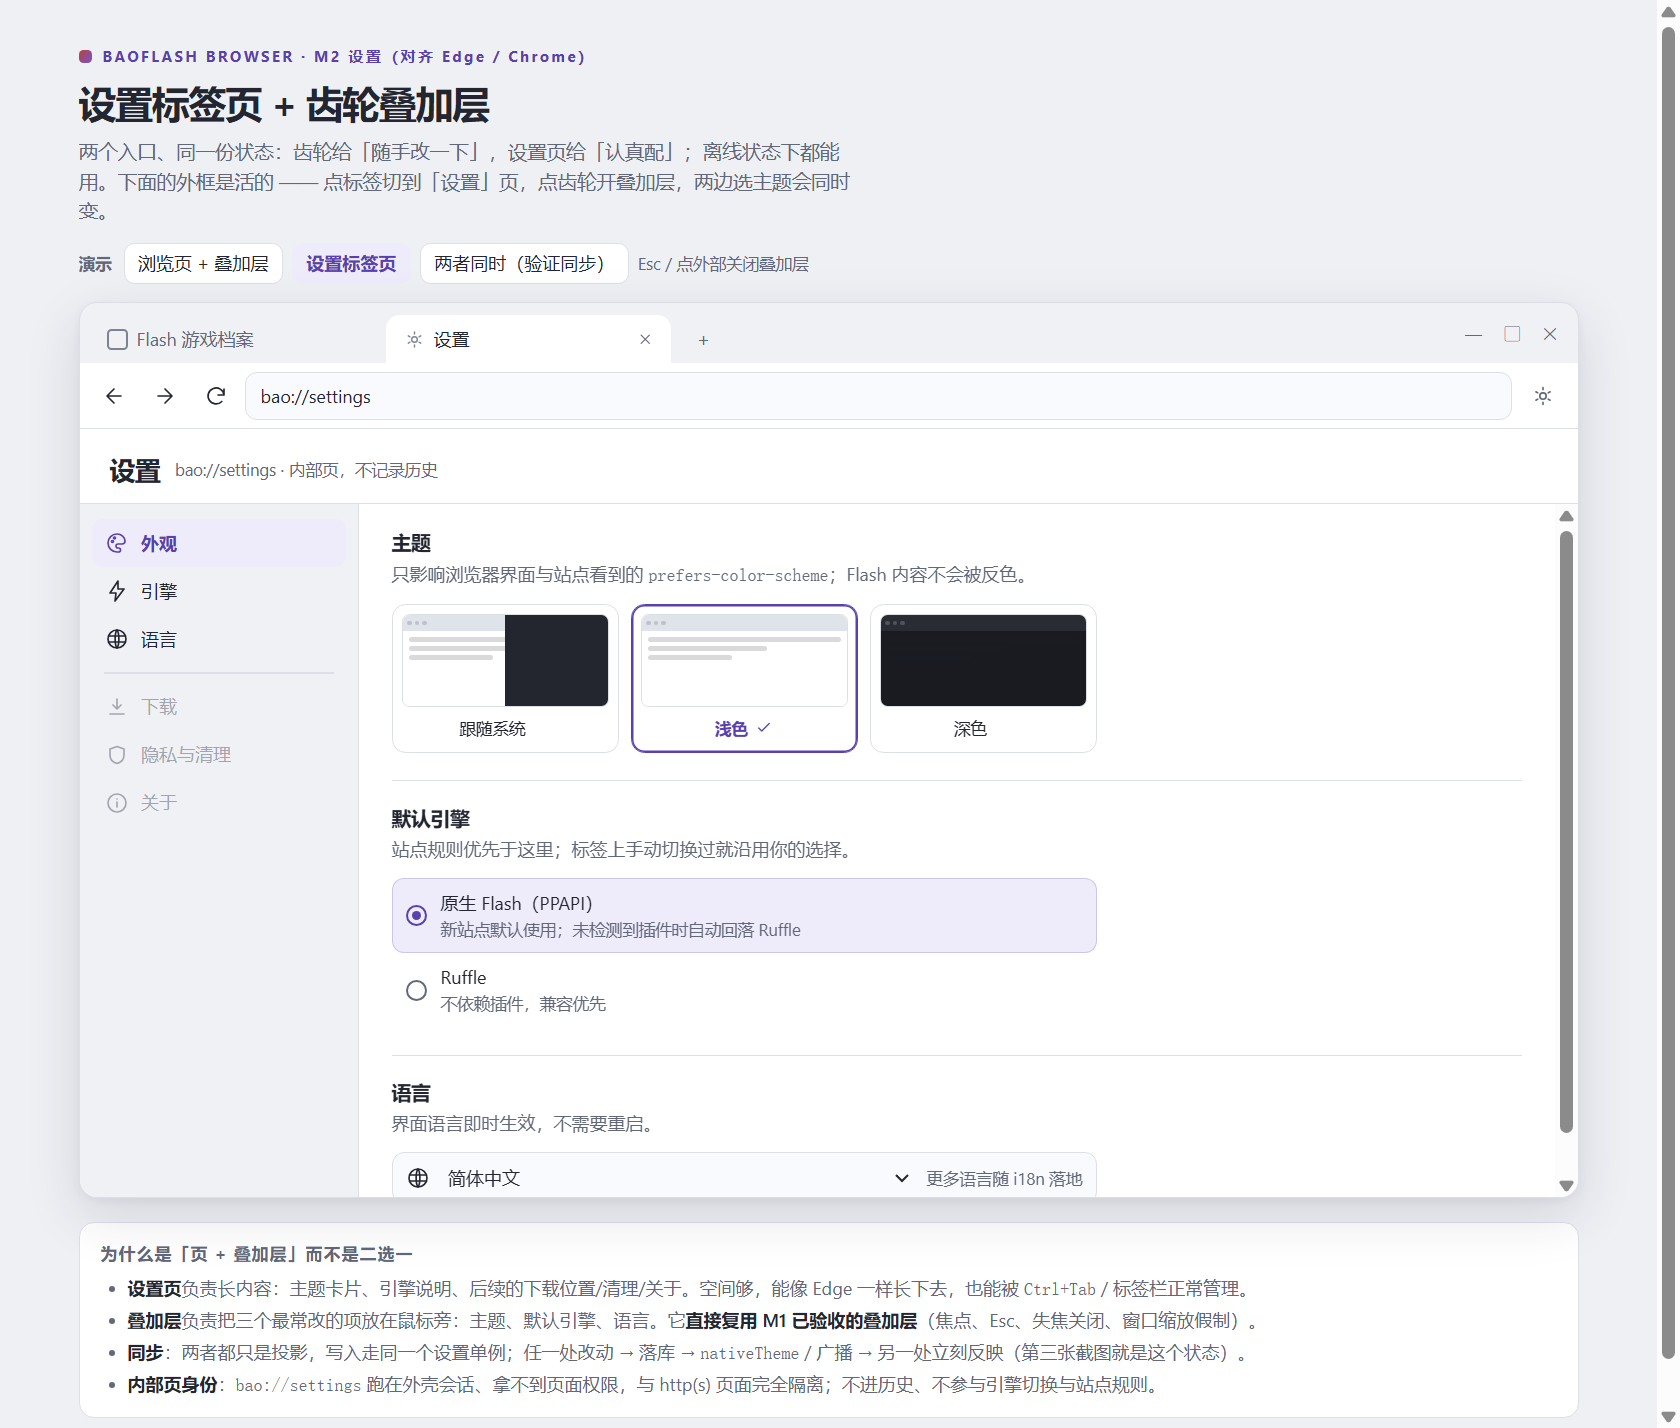 BAOFLASH BROWSER · M2 设置 (对齐 Edge / Chrome)
设置标签页 + 齿轮叠加层
两个入口、同一份状态：齿轮给「随手改一下」，设置页给「认真配」；离线状态下都能
用。下面的外框是活的 —— 点标签切到「设置」页，点齿轮开叠加层，两边选主题会同时
变。
演示 浏览页 + 叠加层 设置标签页 两者同时（验证同步） Esc / 点外部关闭叠加层
Flash 游戏档案 设置
bao://settings
设置 bao://settings · 内部页，不记录历史
外观
引擎
语言
下载
隐私与清理
关于
主题
只影响浏览器界面与站点看到的 prefers-color-scheme；Flash 内容不会被反色。
跟随系统 浅色 深色
默认引擎
站点规则优先于这里；标签上手动切换过就沿用你的选择。
原生 Flash（PPAPI）
新站点默认使用；未检测到插件时自动回落 Ruffle
Ruffle
不依赖插件，兼容优先
语言
界面语言即时生效，不需要重启。
简体中文 更多语言随 i18n 落地
为什么是「页 + 叠加层」而不是二选一
• 设置页负责长内容：主题卡片、引擎说明、后续的下载位置/清理/关于。空间够，能像 Edge 一样长下去，也能被 Ctrl+Tab / 标签栏正常管理。
• 叠加层负责把三个最常改的项放在鼠标旁：主题、默认引擎、语言。它直接复用 M1 已验收的叠加层（焦点、Esc、失焦关闭、窗口缩放假制）。
• 同步：两者都只是投影，写入走同一个设置单例；任一处改动 → 落库 → nativeTheme / 广播 → 另一处立刻反映（第三张截图就是这个状态）。
• 内部页身份：bao://settings 跑在外壳会话、拿不到页面权限，与 http(s) 页面完全隔离；不进历史、不参与引擎切换与站点规则。